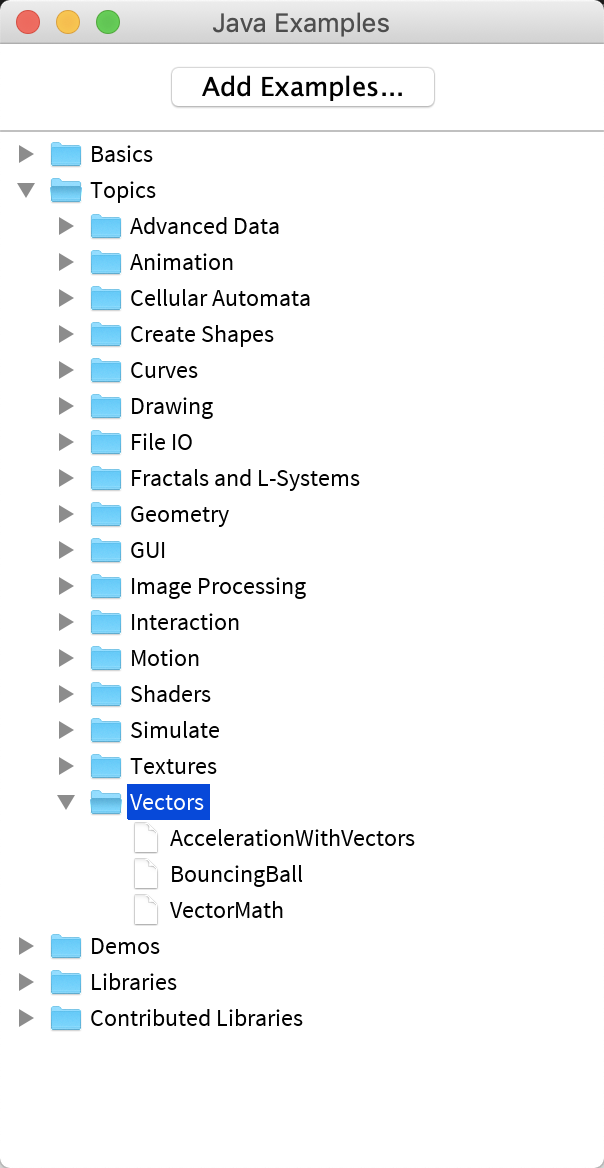 Java Examples
Add Examples...
Basics
Topics
Advanced Data
Animation
Cellular Automata
Create Shapes
Curves
Drawing
File IO
Fractals and L-Systems
Geometry
GUI
Image Processing
Interaction
Motion
Shaders
Simulate
Textures
Vectors
AccelerationWithVectors
BouncingBall
VectorMath
Demos
Libraries
Contributed Libraries